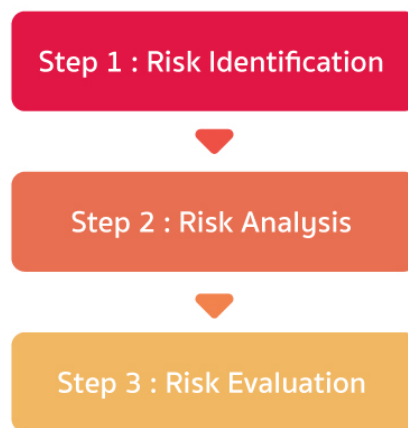 Step 1 : Risk Identification
Step 2 : Risk Analysis
Step 3 : Risk Evaluation